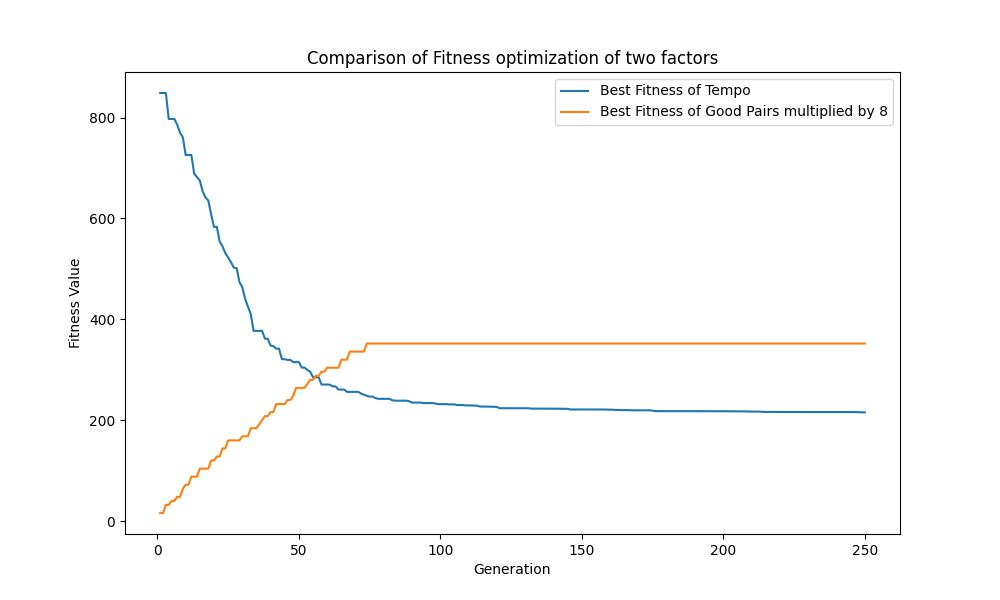 Comparison of Fitness optimization of two factors
Best Fitness of Tempo
Best Fitness of Good Pairs multiplied by 8
Fitness Value
800
600
400
200
0
0 50 100 150 200 250
Generation